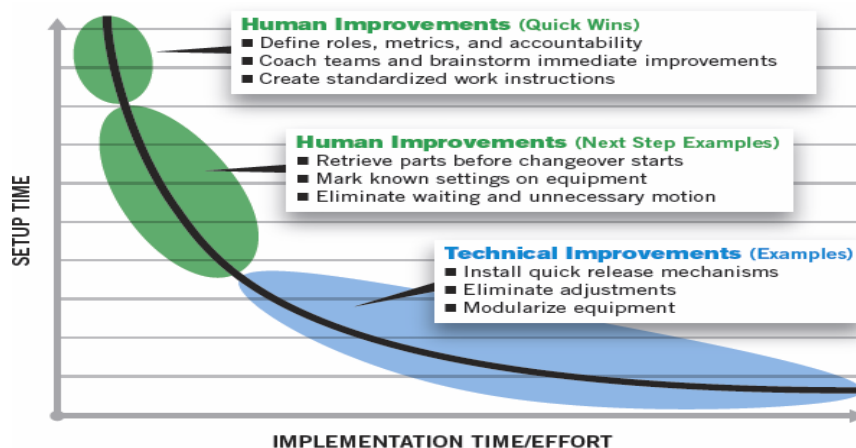 Human Improvements (Quick Wins)
■ Define roles, metrics, and accountability
■ Coach teams and brainstorm immediate improvements
■ Create standardized work instructions
Human Improvements (Next Step Examples)
■ Retrieve parts before changeover starts
■ Mark known settings on equipment
■ Eliminate waiting and unnecessary motion
SETUP TIME
Technical Improvements (Examples)
■ Install quick release mechanisms
■ Eliminate adjustments
■ Modularize equipment
IMPLEMENTATION TIME/EFFORT